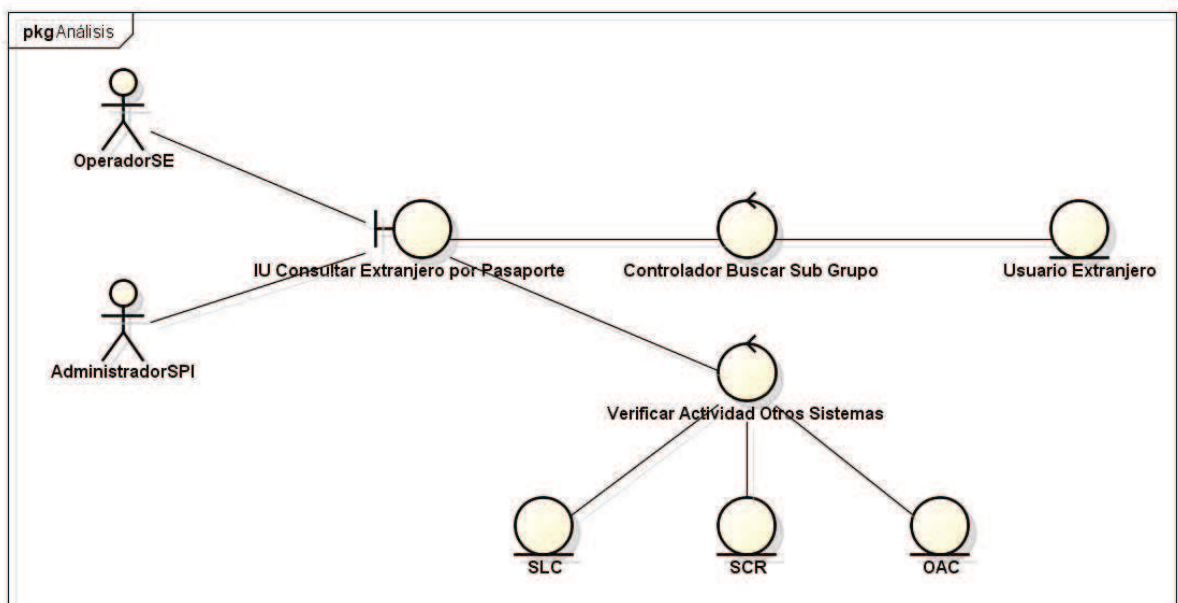 pkg Análisis
OperadorSE
IU Consultar Extranjero por Pasaporte
Controlador Buscar Sub Grupo
Usuario Extranjero
AdministradorSPI
Verificar Actividad Otros Sistemas
SLC
SCR
OAC